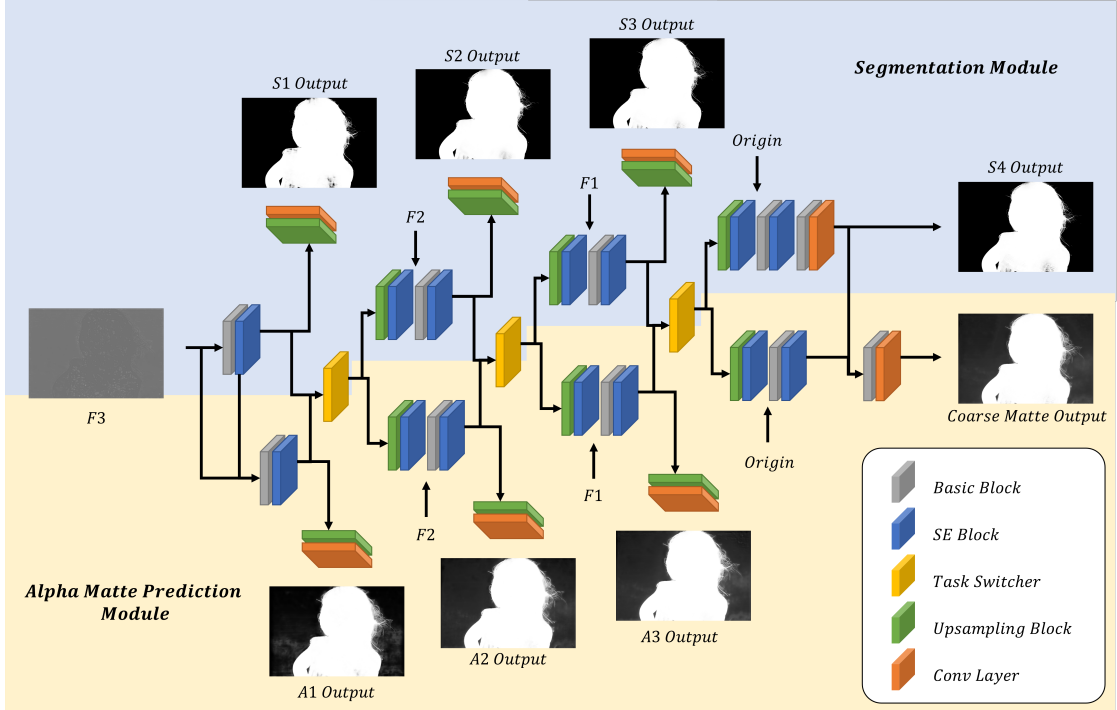 S3 Output
S2 Output
Segmentation Module
S1 Output
Origin
S4 Output
F1
F2
F3
Coarse Matte Output
Origin
F1
F2
Alpha Matte Prediction
Module
A3 Output
A2 Output
A1 Output
Basic Block
SE Block
Task Switcher
Upsampling Block
Conv Layer